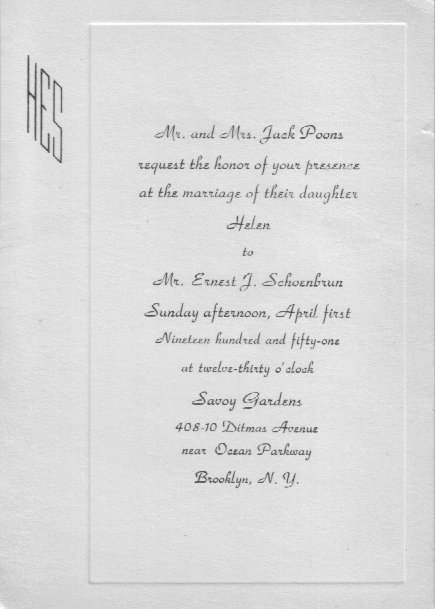 HES
Mr. and Mrs. Jack Poons
request the honor of your presence
at the marriage of their daughter
Helen
to
Mr. Ernest J. Schoenbrun
Sunday afternoon, April first
Nineteen hundred and fifty-one
at twelve-thirty o'clock
Savoy Gardens
408-10 Ditmas Avenue
near Ocean Parkway
Brooklyn, N. Y.